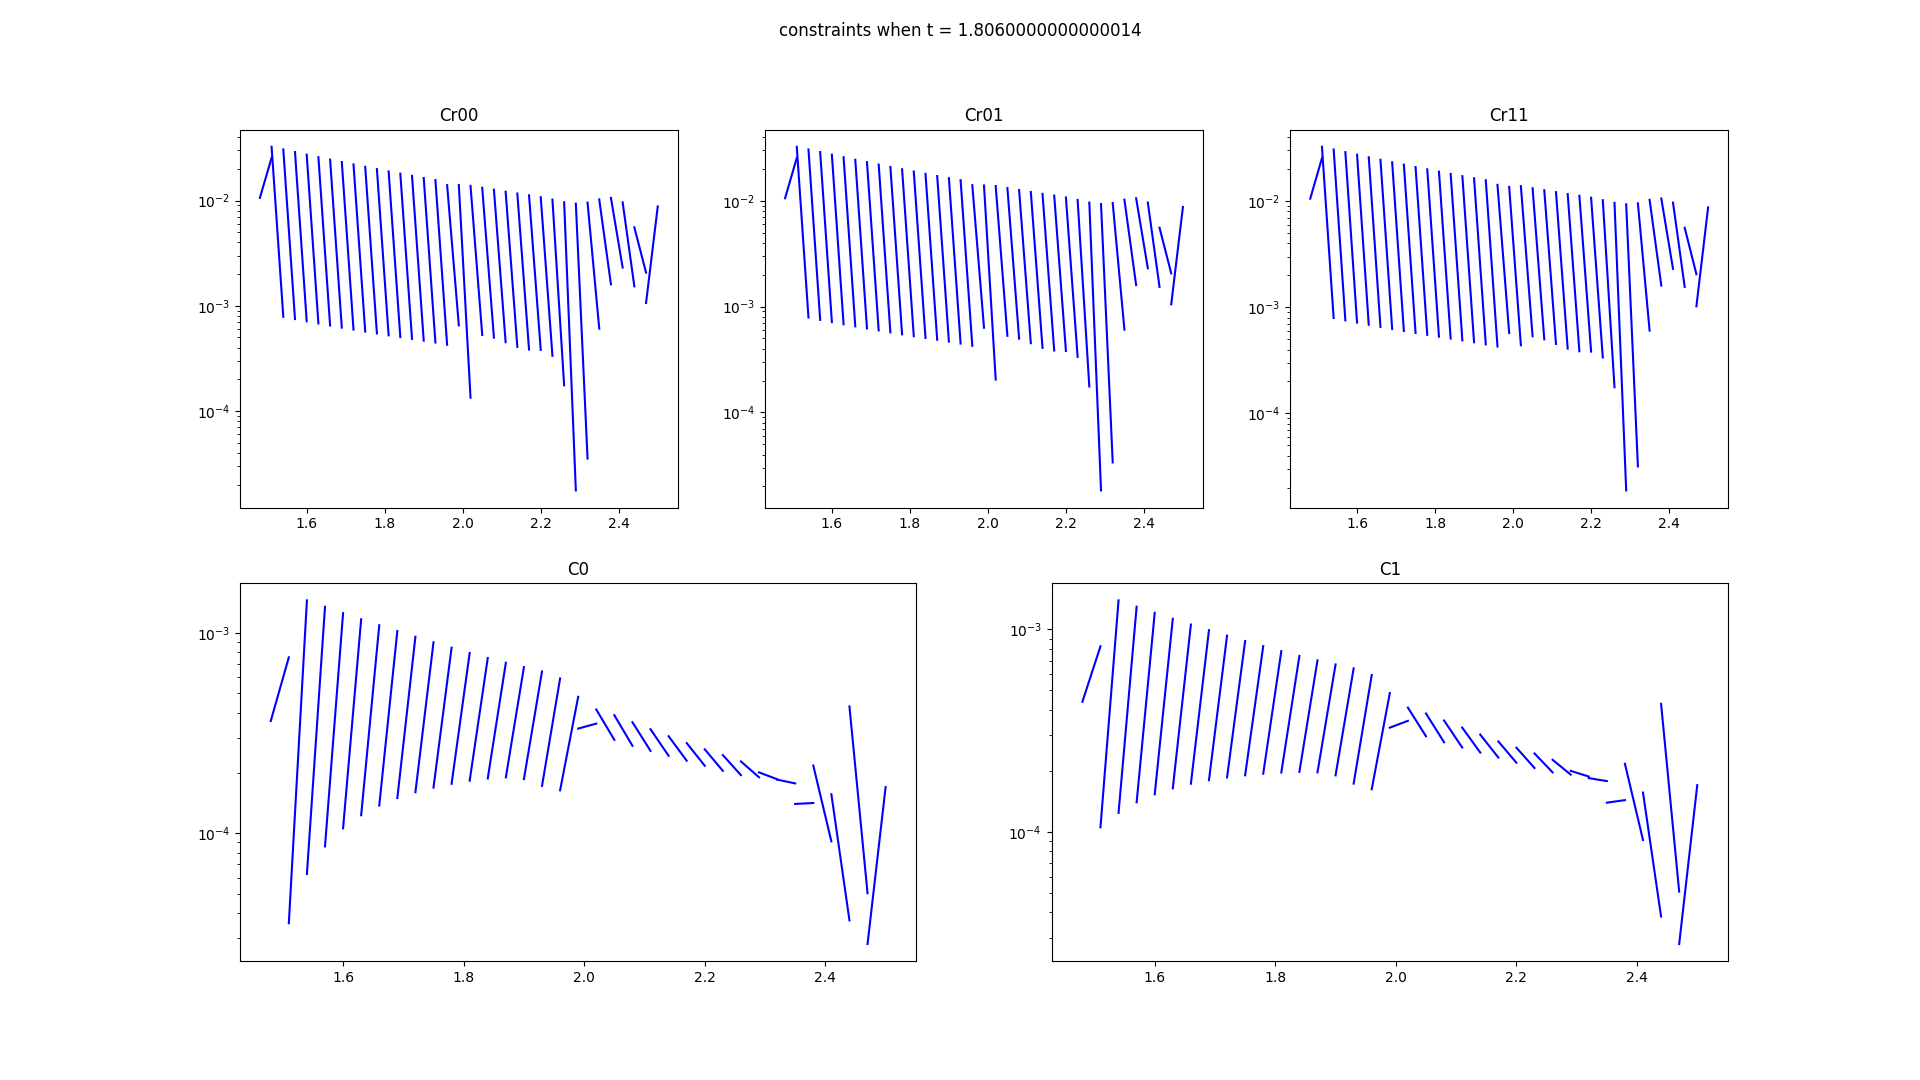 constraints when t = 1.8060000000000014
Cr00 Cr01 Cr11
10⁻² 10⁻² 10⁻²
10⁻³ 10⁻³ 10⁻³
10⁻⁴ 10⁻⁴ 10⁻⁴
1.6 1.8 2.0 2.2 2.4 1.6 1.8 2.0 2.2 2.4 1.6 1.8 2.0 2.2 2.4
C0 C1
10⁻³ 10⁻³
10⁻⁴ 10⁻⁴
1.6 1.8 2.0 2.2 2.4 1.6 1.8 2.0 2.2 2.4